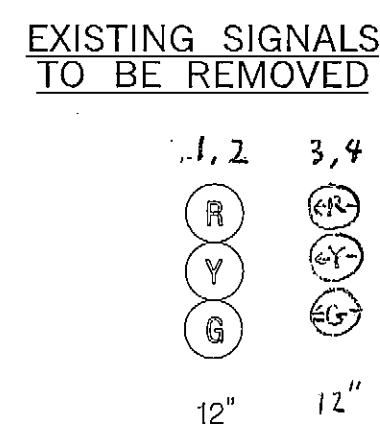 EXISTING SIGNALS
TO BE REMOVED
1, 2 3, 4
R ←R-
Y ←Y-
G ←G-
12" 12"